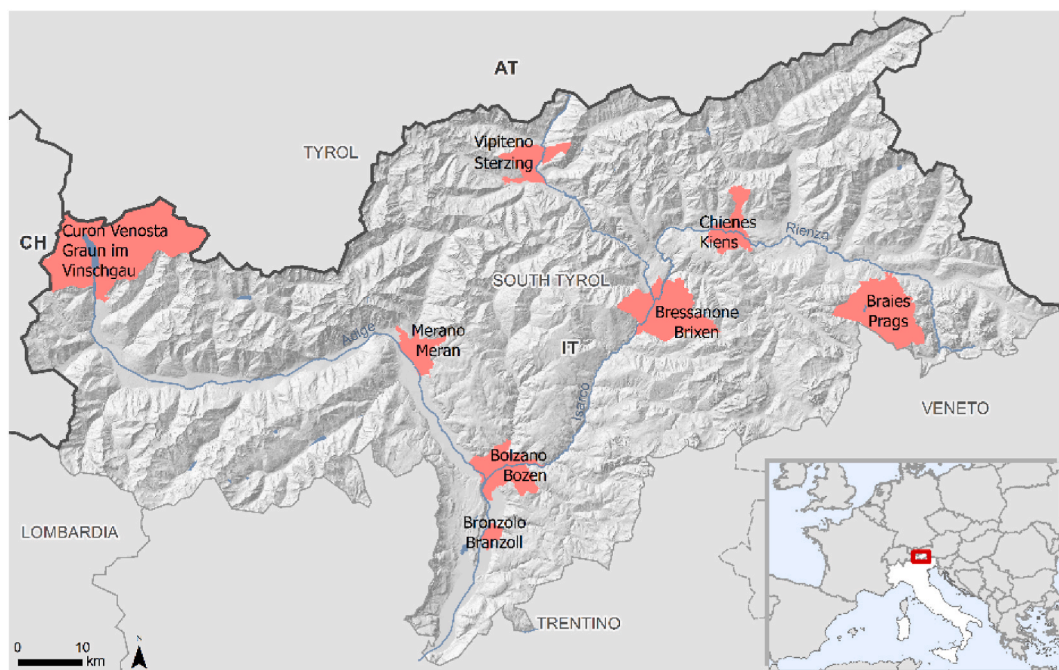 AT
TYROL
Vipiteno
Sterzing
Curon Venosta
Graun im
Vinschgau
CH
Chienes
Kiens
Rienza
SOUTH TYROL
Bressanone
Brixen
Braies
Prags
Adige
Merano
Meran
IT
Isarco
VENETO
Bolzano
Bozen
LOMBARDIA
Bronzolo
Branzoll
TRENTINO
0 10
km
N